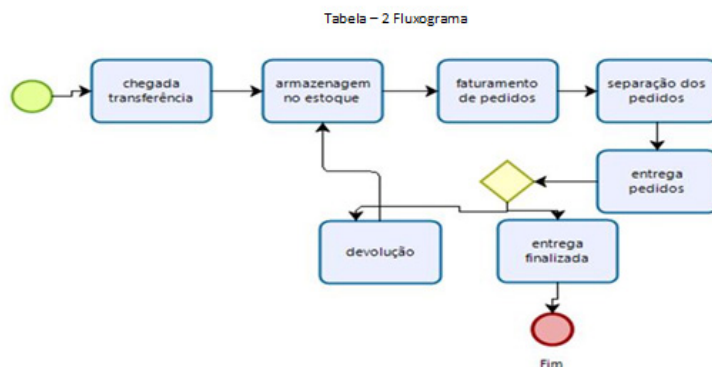 Tabela – 2 Fluxograma
chegada
transferência
armazenagem
no estoque
faturamento
de pedidos
separação dos
pedidos
entrega
pedidos
devolução
entrega
finalizada
Fim